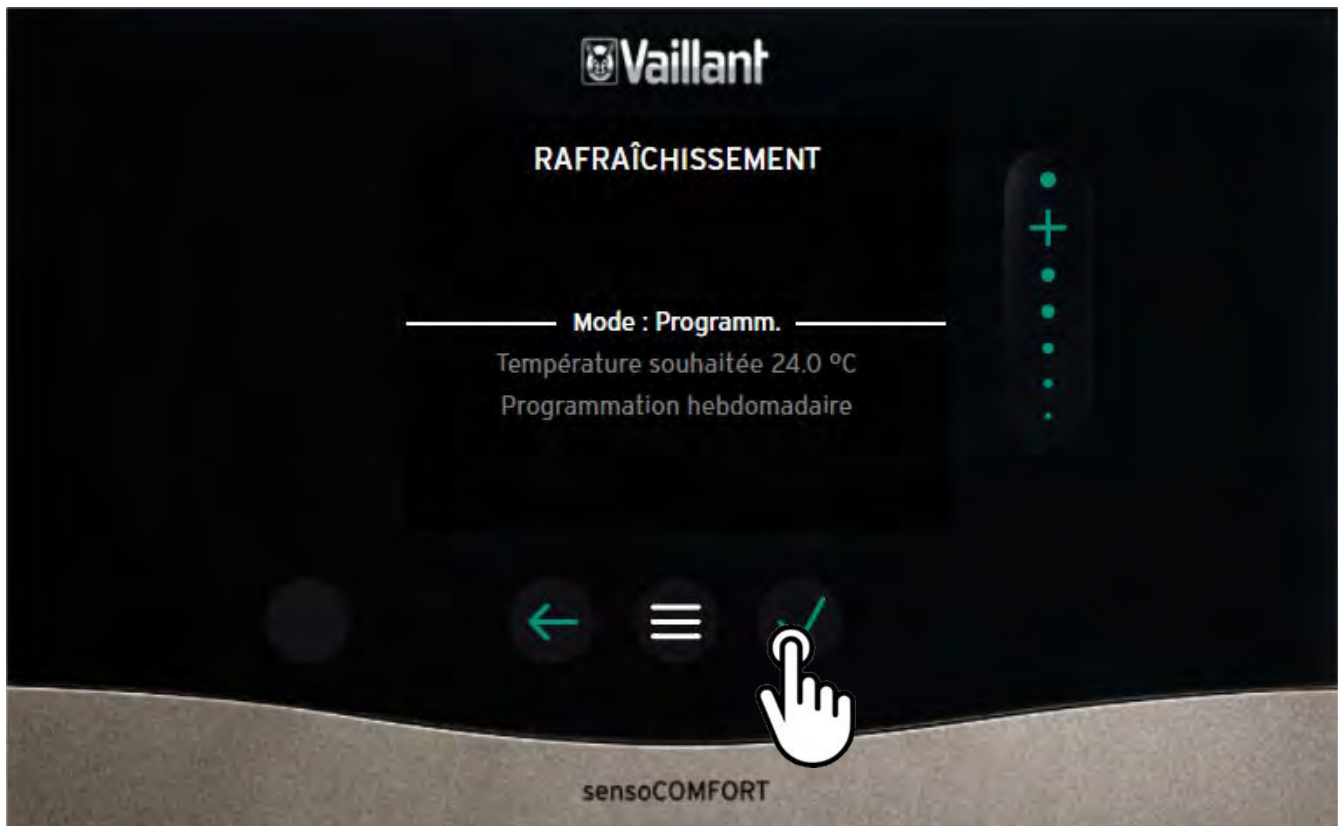 Vaillant
RAFRAÎCHISSEMENT
Mode : Programm.
Température souhaitée 24.0 °C
Programmation hebdomadaire
sensoCOMFORT